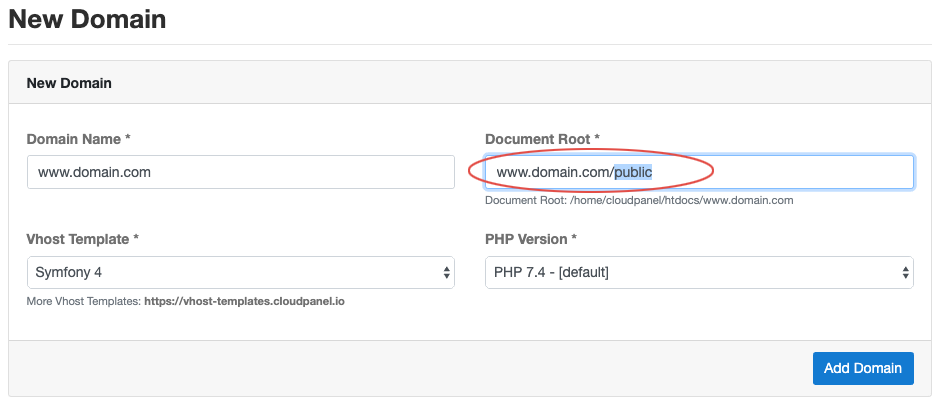 New Domain
New Domain
Domain Name *
www.domain.com
Document Root *
www.domain.com/public
Document Root: /home/cloudpanel/htdocs/www.domain.com
Vhost Template *
Symfony 4
More Vhost Templates: https://vhost-templates.cloudpanel.io
PHP Version *
PHP 7.4 - [default]
Add Domain